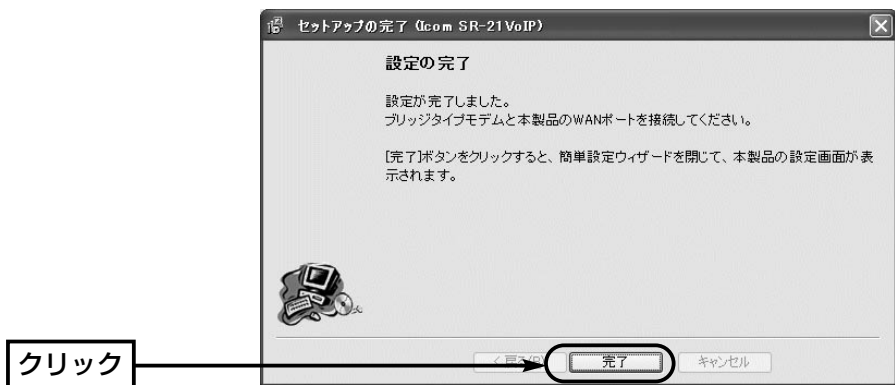 セットアップの完了 (Icom SR-21VoIP)
設定の完了
設定が完了しました。
ブリッジタイプモデムと本製品のWANポートを接続してください。
[完了]ボタンをクリックすると、簡単設定ウィザードを閉じて、本製品の設定画面が表
示されます。
クリック
< 戻る(B)
完了
キャンセル